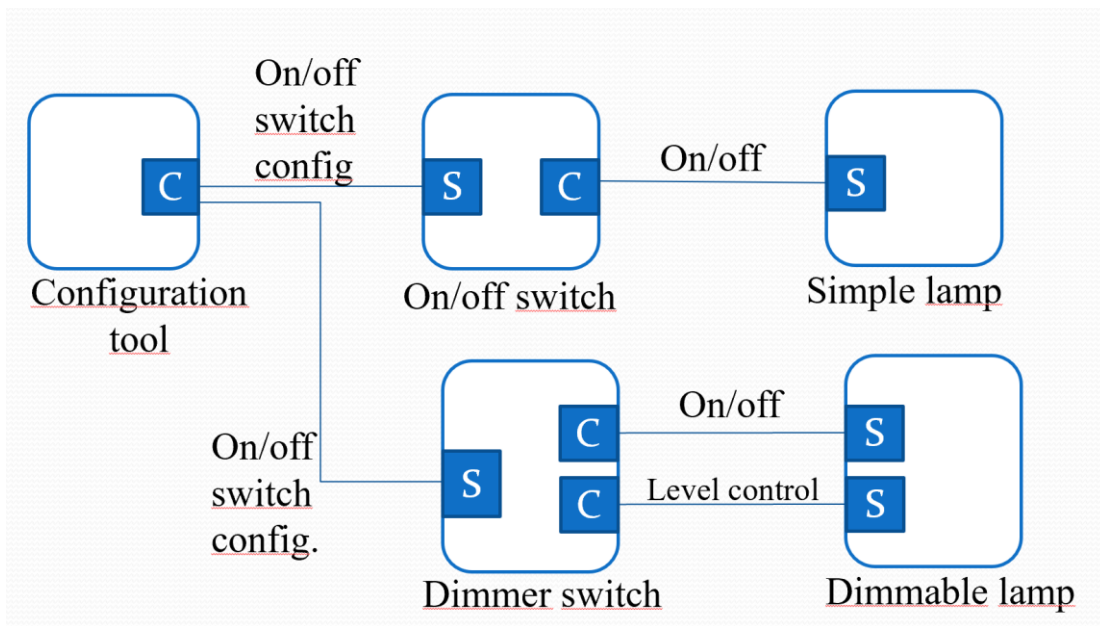 On/off
switch
config
C
S
C
On/off
S
Configuration
tool
On/off switch
Simple lamp
On/off
switch
config.
S
C
On/off
S
C
Level control
S
Dimmer switch
Dimmable lamp